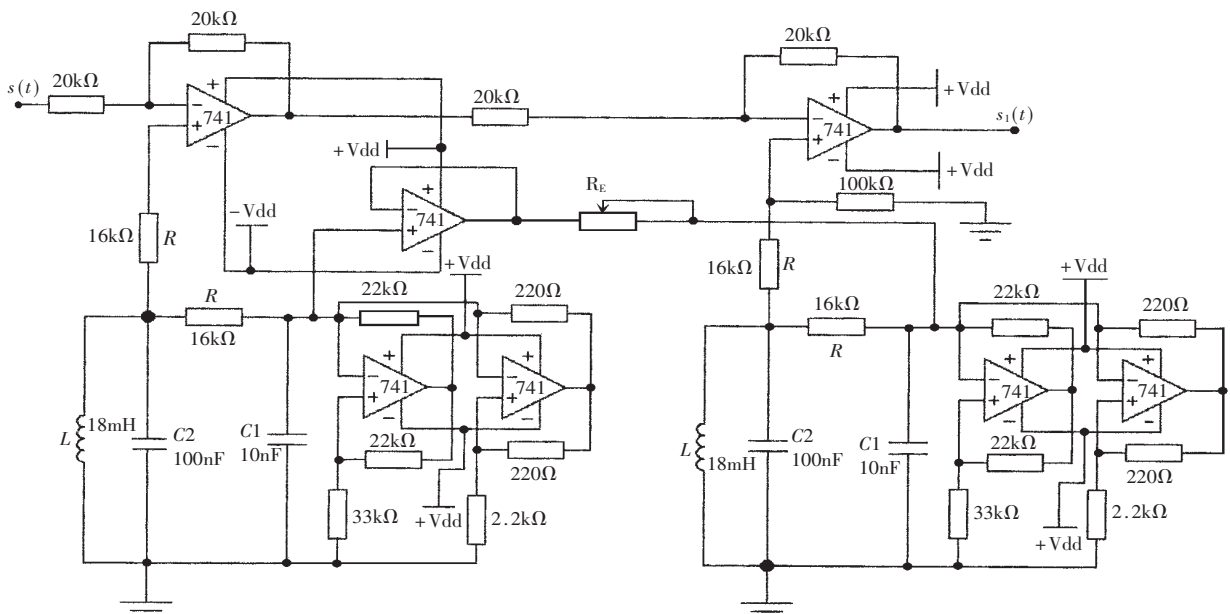 20kΩ
20kΩ
s(t)
20kΩ
20kΩ
+
−
741
+
−
+Vdd
s₁(t)
+
−
741
+
−
+Vdd
+Vdd
−Vdd
16kΩ
R
+
−
741
+
−
R_E
100kΩ
16kΩ
R
+Vdd
+Vdd
R
16kΩ
22kΩ
220Ω
16kΩ
R
220Ω
+
−
741
+
−
−
741
+
−
+
−
741
+
−
+
−
741
+
−
L
18mH
C2
100nF
C1
10nF
22kΩ
220Ω
L
18mH
C2
100nF
C1
10nF
22kΩ
220Ω
33kΩ
+Vdd
2.2kΩ
33kΩ
+Vdd
2.2kΩ